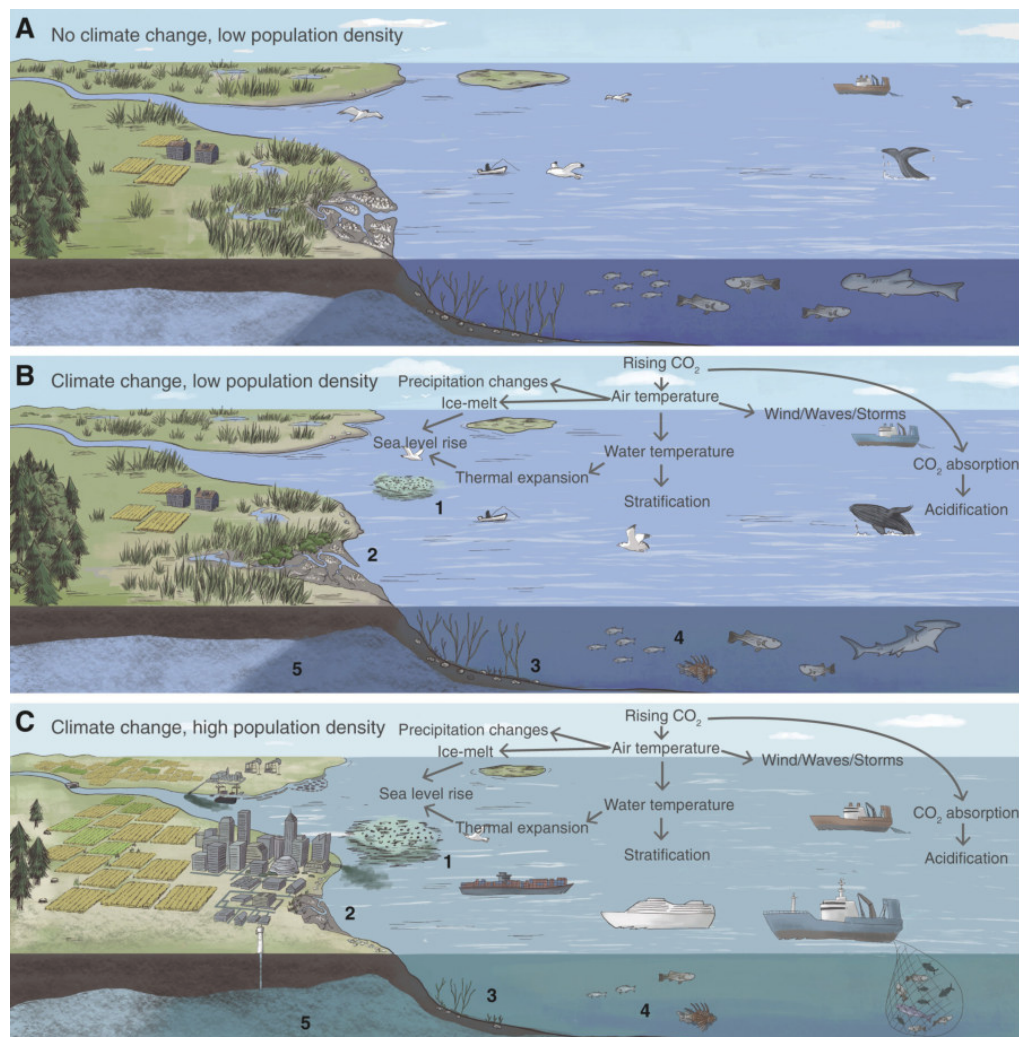 A No climate change, low population density
B Climate change, low population density
Rising CO₂
Precipitation changes
Air temperature
Ice-melt
Wind/Waves/Storms
Sea level rise
Water temperature
CO₂ absorption
Thermal expansion
Stratification
Acidification
1
2
3
4
5
C Climate change, high population density
Rising CO₂
Precipitation changes
Air temperature
Ice-melt
Wind/Waves/Storms
Sea level rise
Water temperature
CO₂ absorption
Thermal expansion
Stratification
Acidification
1
2
3
4
5